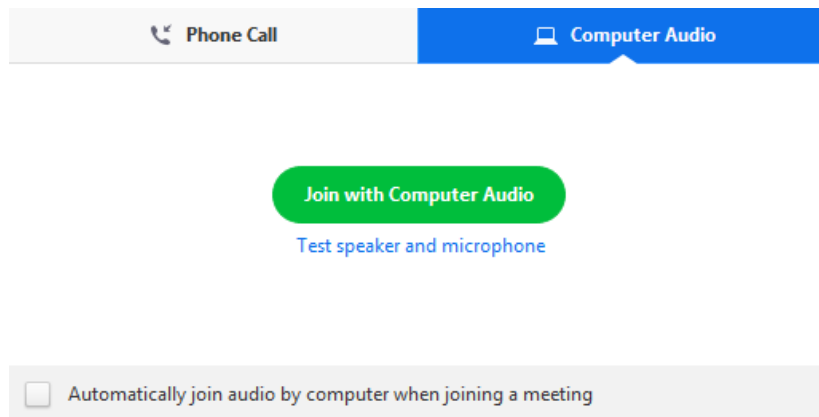 Phone Call
Computer Audio
Join with Computer Audio
Test speaker and microphone
Automatically join audio by computer when joining a meeting